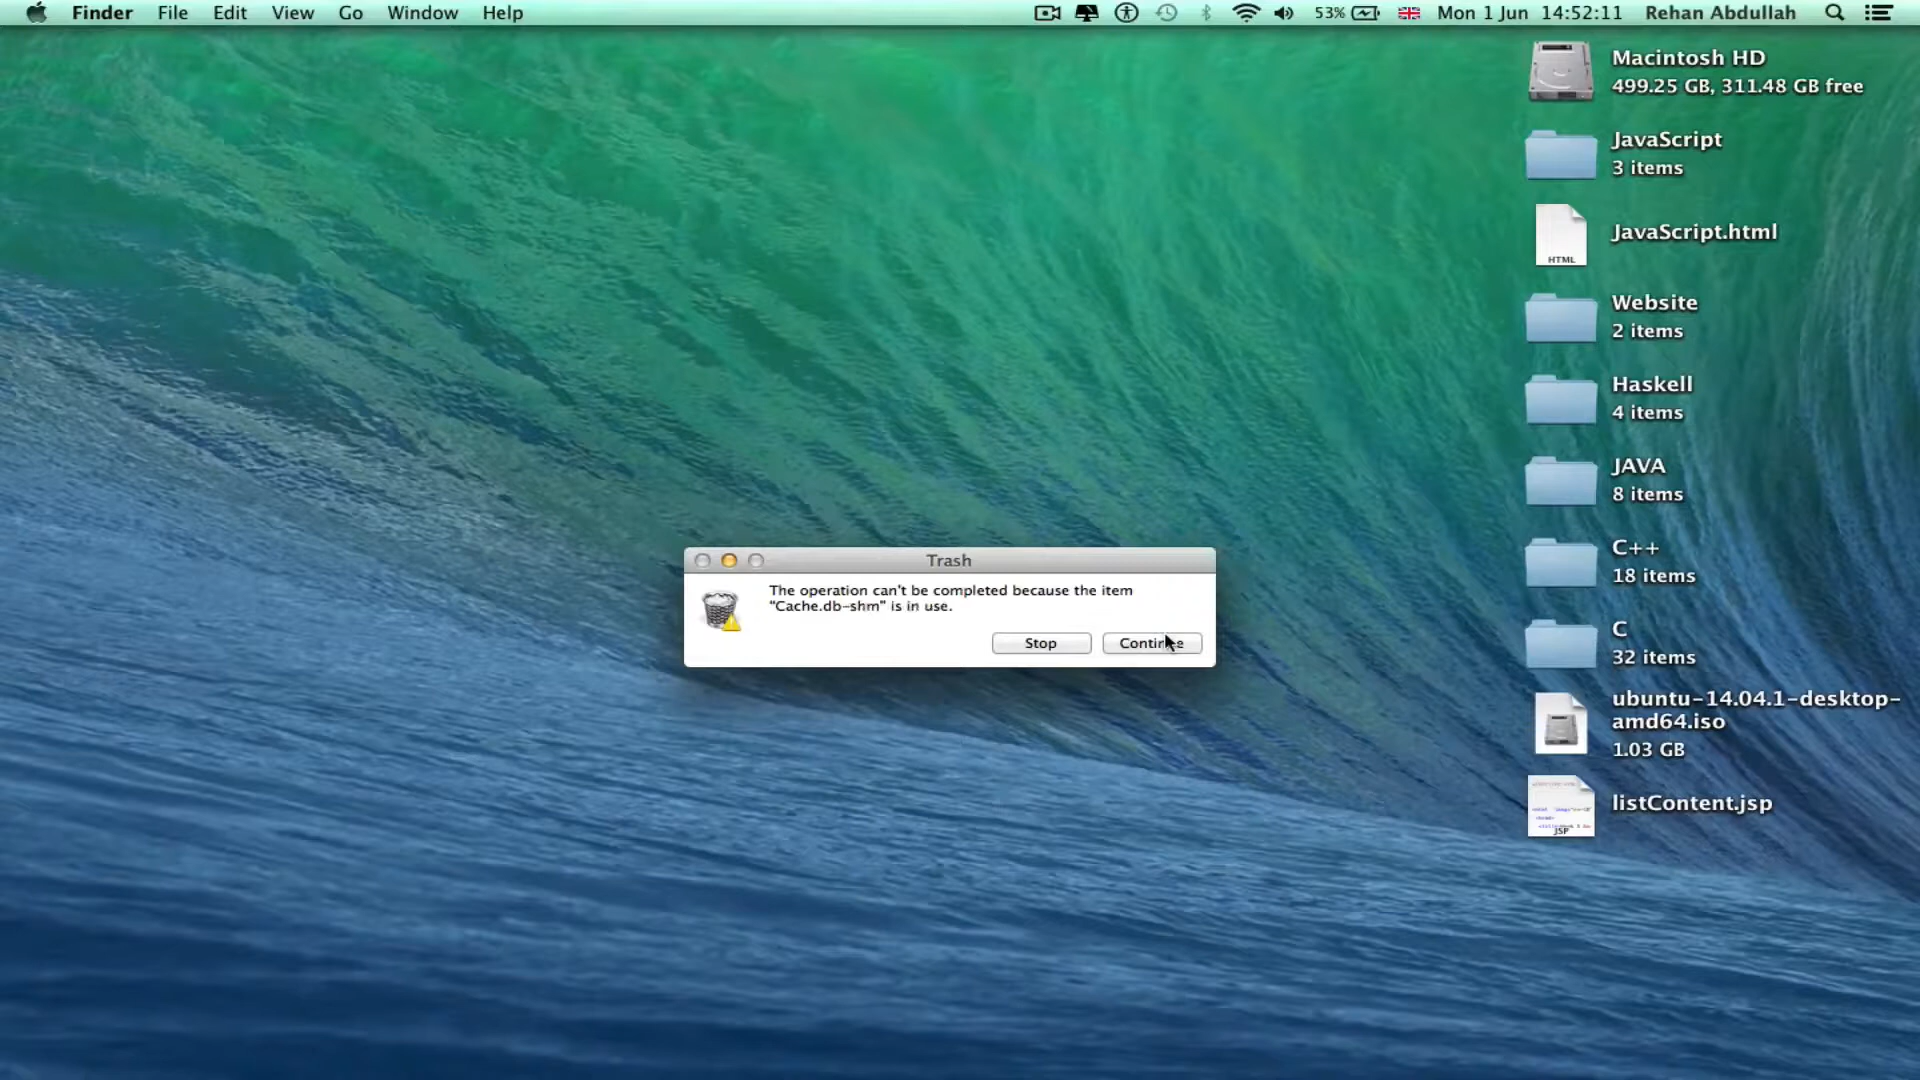 Finder File Edit View Go Window Help 53% Mon 1 Jun 14:52:11 Rehan Abdullah
Macintosh HD
499.25 GB, 311.48 GB free
JavaScript
3 items
HTML
JavaScript.html
Website
2 items
Haskell
4 items
JAVA
8 items
C++
18 items
C
32 items
ubuntu-14.04.1-desktop-
amd64.iso
1.03 GB
JSP
listContent.jsp
Trash
The operation can't be completed because the item
"Cache.db-shm" is in use.
Stop Continue